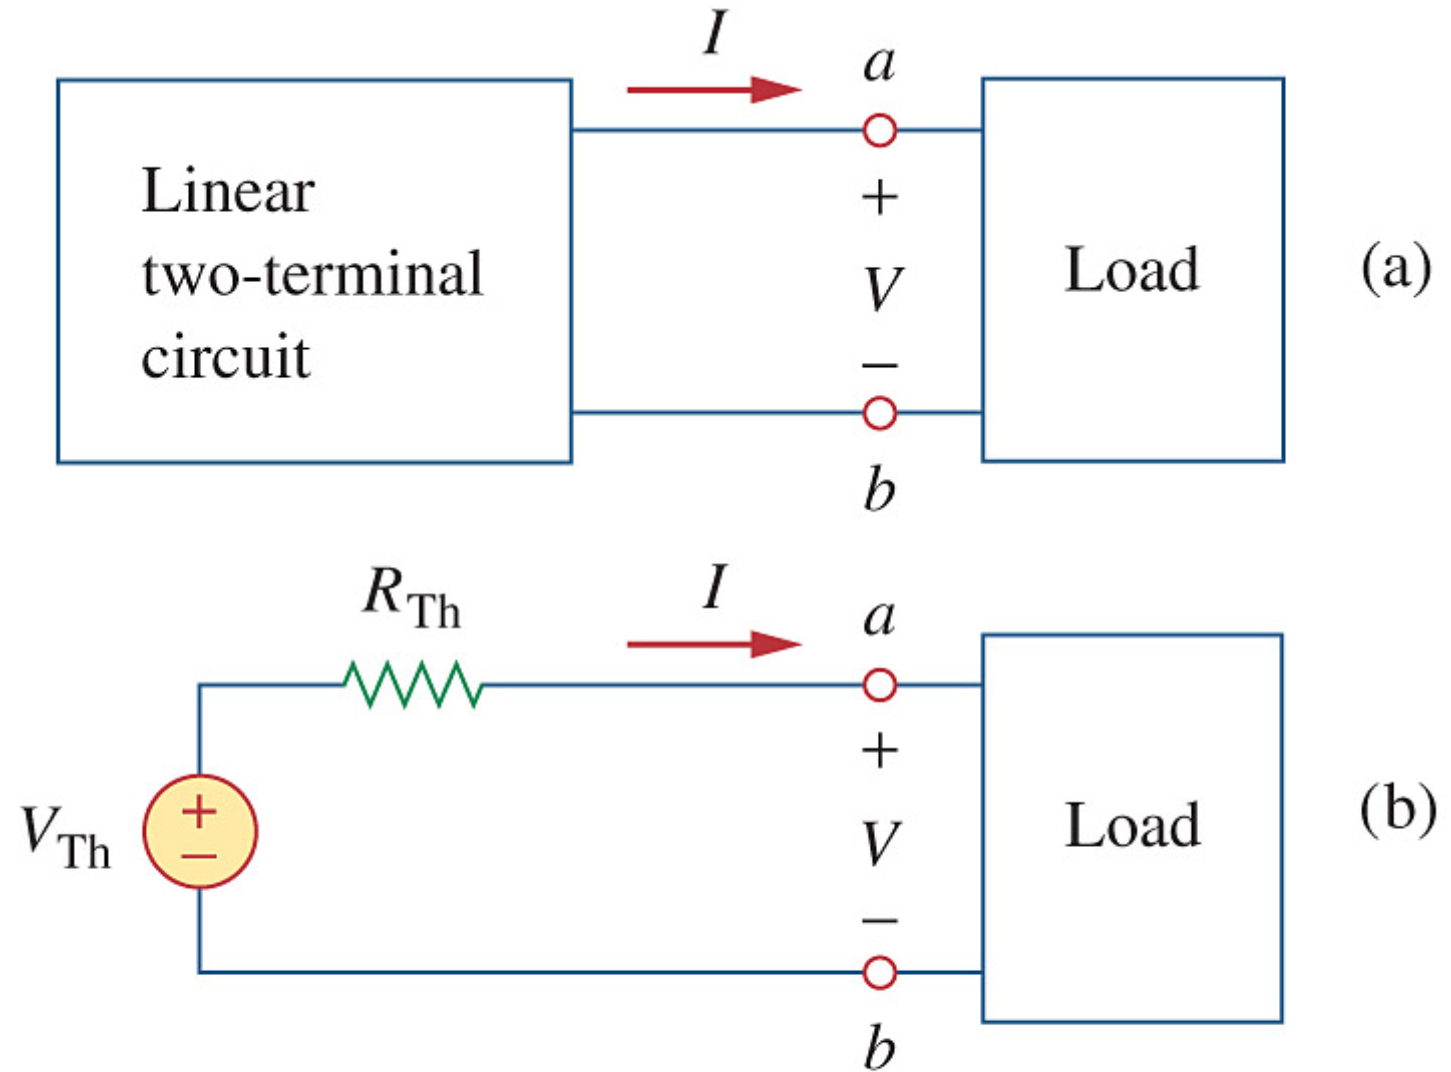 I
a
Linear
two-terminal
circuit
+
V
−
Load
(a)
b
R_Th
I
a
+
V_Th
+
−
V
−
Load
(b)
b